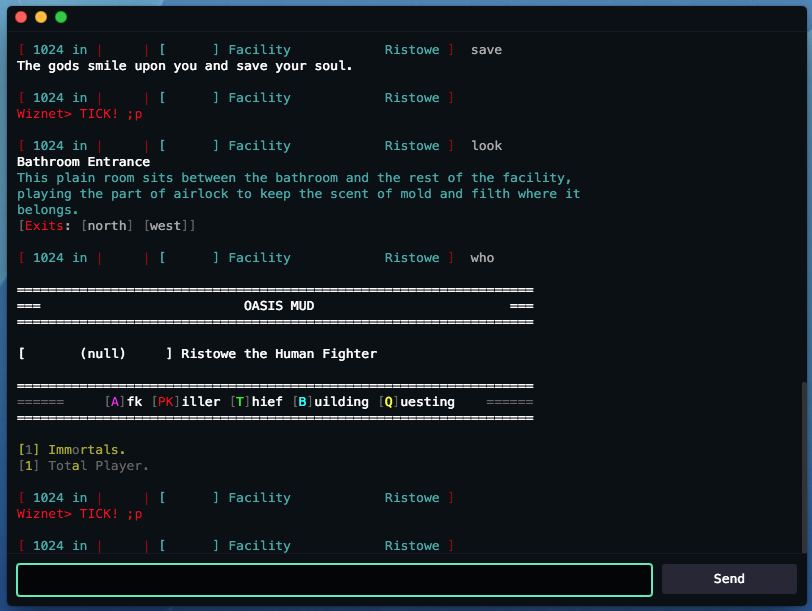 [ 1024 in |      | [      ] Facility            Ristowe ]  save
The gods smile upon you and save your soul.
[ 1024 in |      | [      ] Facility            Ristowe ]
Wiznet> TICK! ;p
[ 1024 in |      | [      ] Facility            Ristowe ]  look
Bathroom Entrance
This plain room sits between the bathroom and the rest of the facility,
playing the part of airlock to keep the scent of mold and filth where it
belongs.
[Exits: [north] [west]]
[ 1024 in |      | [      ] Facility            Ristowe ]  who
==================================================================
===                          OASIS MUD                         ===
==================================================================
[       (null)     ] Ristowe the Human Fighter
==================================================================
======     [A]fk [PK]iller [T]hief [B]uilding [Q]uesting    ======
==================================================================
[1] Immortals.
[1] Total Player.
[ 1024 in |      | [      ] Facility            Ristowe ]
Wiznet> TICK! ;p
[ 1024 in |      | [      ] Facility            Ristowe ]
Send